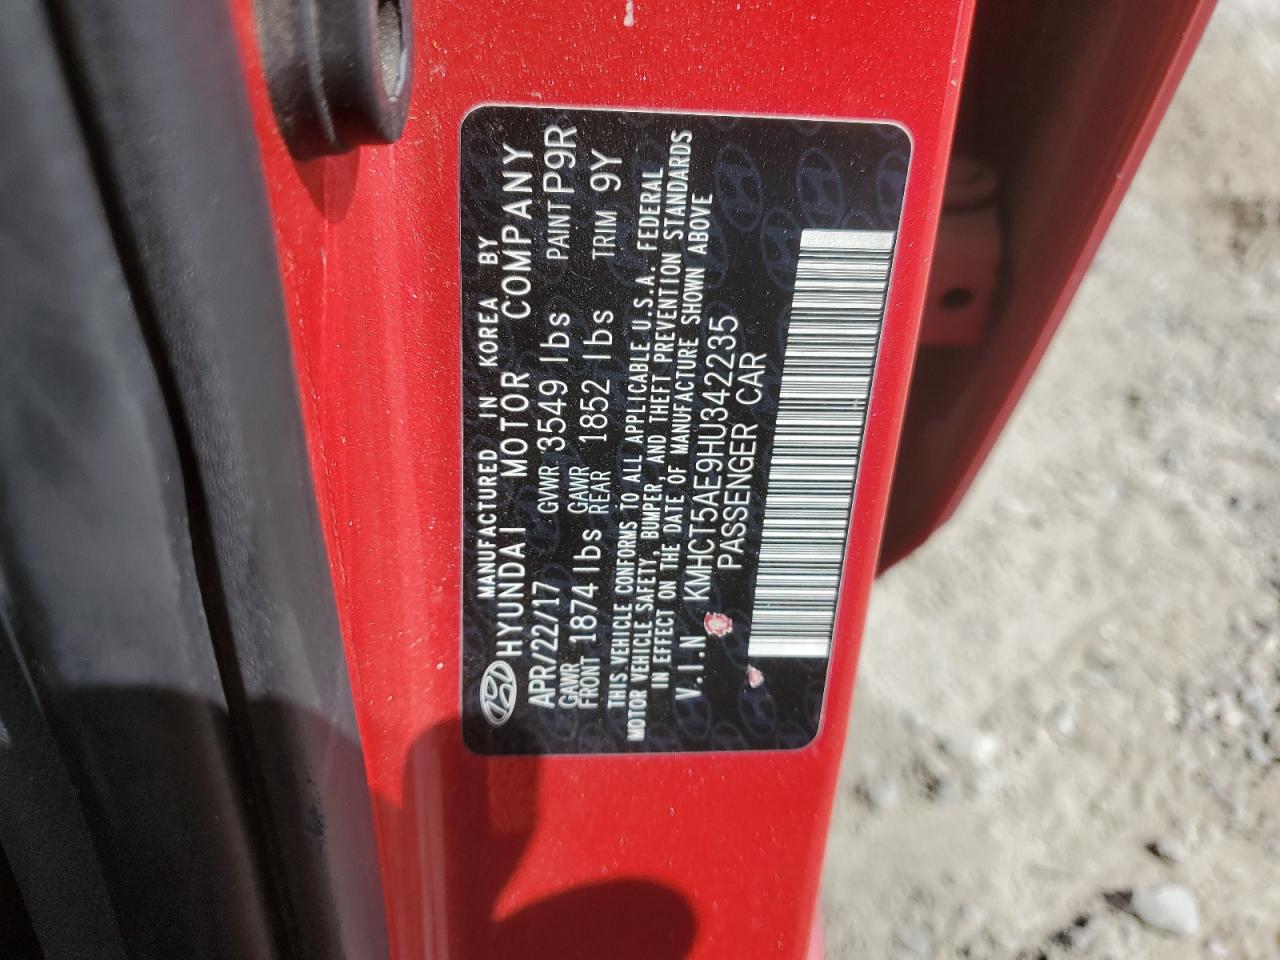 MANUFACTURED IN KOREA BY
HYUNDAI MOTOR COMPANY
APR/22/17 GVWR 3549 lbs PAINT P9R
GAWR FRONT 1874 lbs GAWR REAR 1852 lbs TRIM 9Y
THIS VEHICLE CONFORMS TO ALL APPLICABLE U.S.A. FEDERAL
MOTOR VEHICLE SAFETY, BUMPER, AND THEFT PREVENTION STANDARDS
IN EFFECT ON THE DATE OF MANUFACTURE SHOWN ABOVE
V.I.N KMHCT5AE9HU342235
PASSENGER CAR